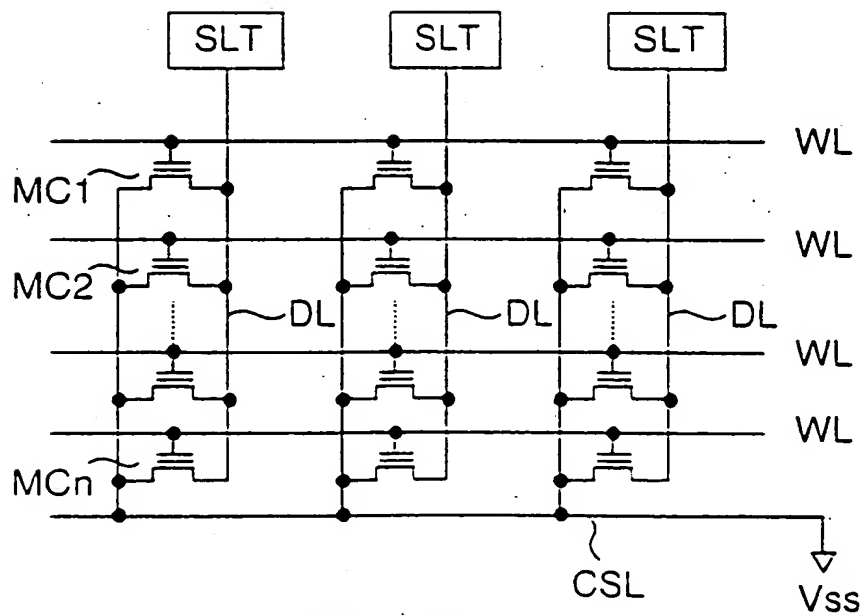 SLT SLT SLT
WL
MC1
WL
MC2
DL DL DL
WL
WL
MCn
CSL
Vss